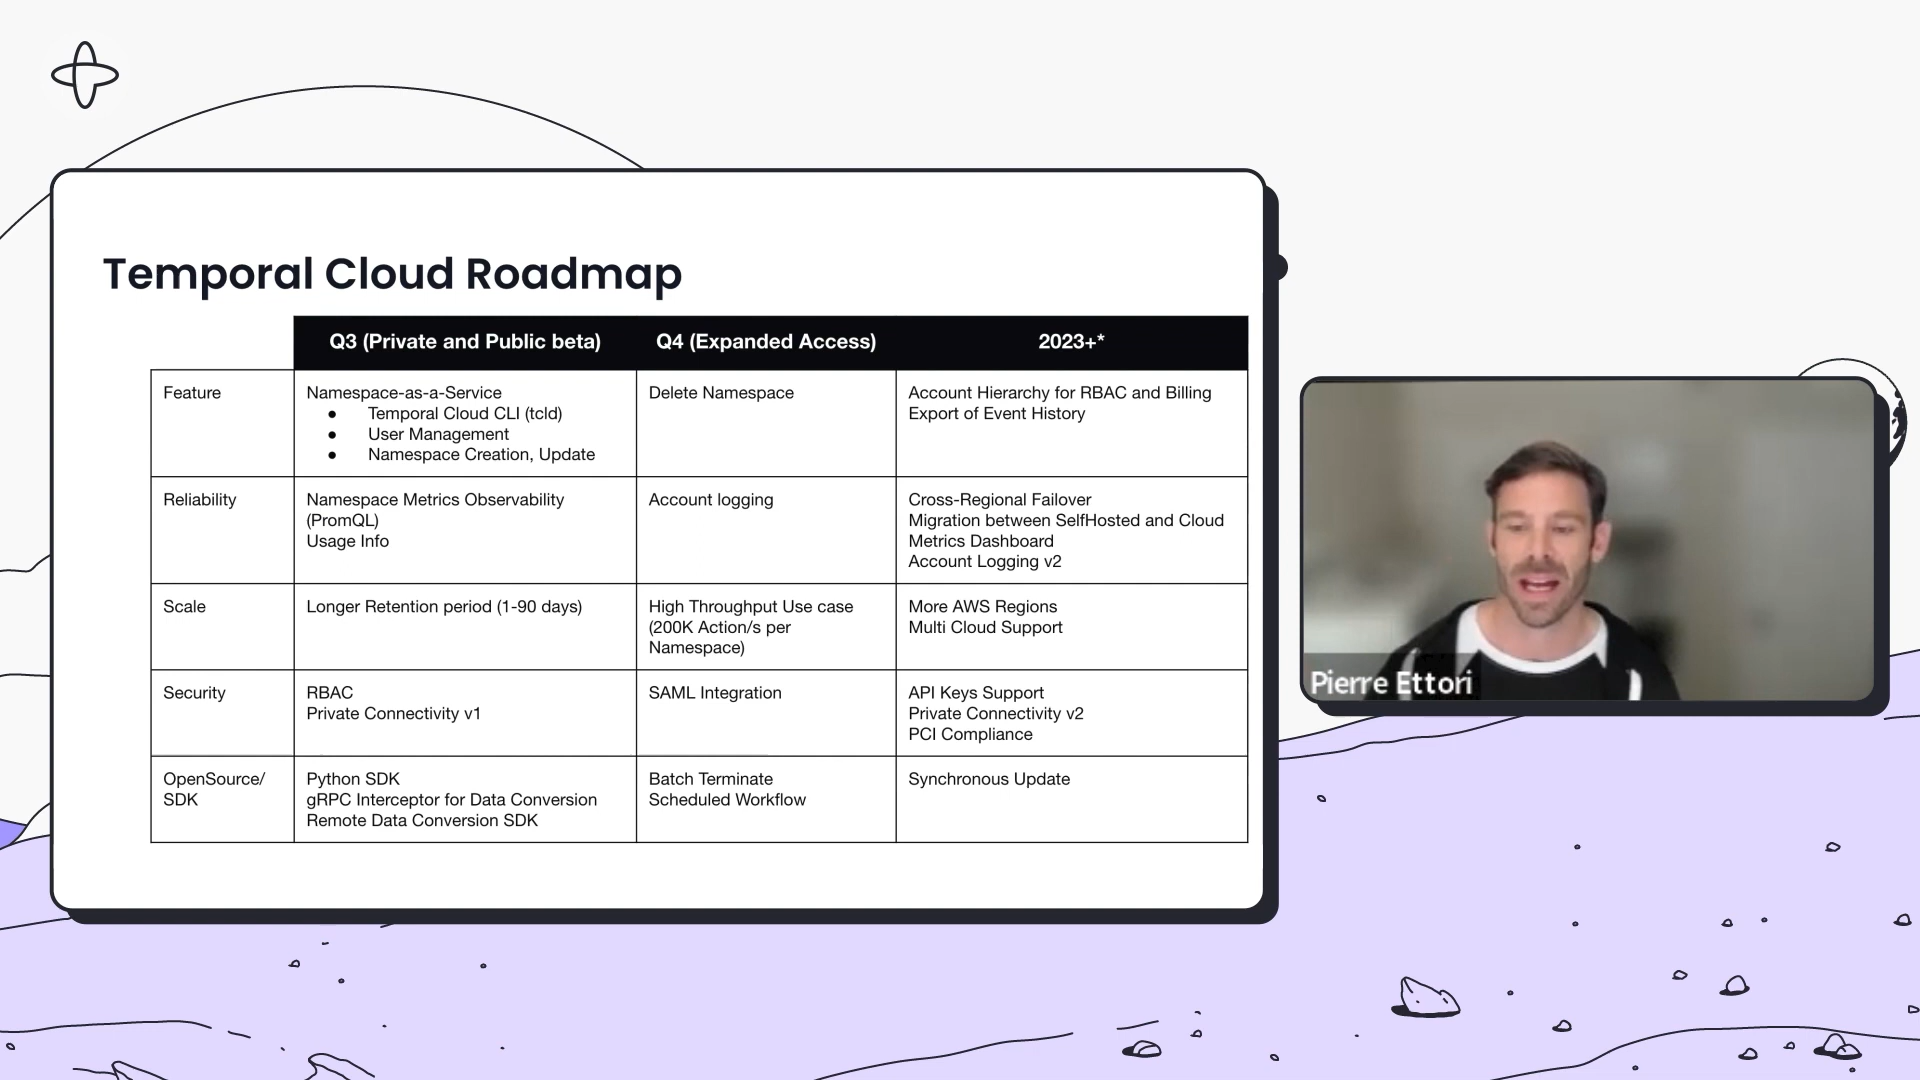 Temporal Cloud Roadmap
Q3 (Private and Public beta)
Q4 (Expanded Access)
2023+*
Feature
Namespace-as-a-Service
● Temporal Cloud CLI (tcld)
● User Management
● Namespace Creation, Update
Delete Namespace
Account Hierarchy for RBAC and Billing
Export of Event History
Reliability
Namespace Metrics Observability
(PromQL)
Usage Info
Account logging
Cross-Regional Failover
Migration between SelfHosted and Cloud
Metrics Dashboard
Account Logging v2
Scale
Longer Retention period (1-90 days)
High Throughput Use case
(200K Action/s per
Namespace)
More AWS Regions
Multi Cloud Support
Security
RBAC
Private Connectivity v1
SAML Integration
API Keys Support
Private Connectivity v2
PCI Compliance
OpenSource/
SDK
Python SDK
gRPC Interceptor for Data Conversion
Remote Data Conversion SDK
Batch Terminate
Scheduled Workflow
Synchronous Update
Pierre Ettori